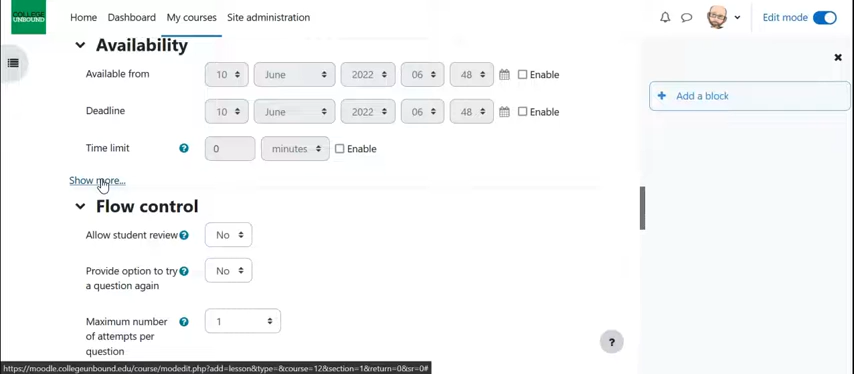 COLLEGE
UNBOUND
Home Dashboard My courses Site administration Edit mode
Availability
Available from 10 June 2022 06 48 Enable
Deadline 10 June 2022 06 48 Enable
Time limit ? 0 minutes Enable
Show more...
Flow control
Allow student review ? No
Provide option to try ? No
a question again
Maximum number ? 1
of attempts per
question
+ Add a block
?
https://moodle.collegeunbound.edu/course/modedit.php?add=lesson&type=&course=12&section=1&return=0&sr=0#